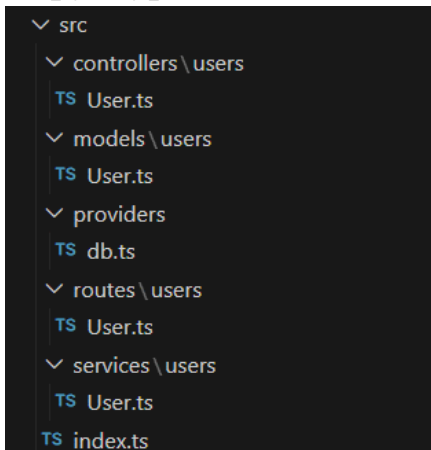 src
controllers\users
TS User.ts
models\users
TS User.ts
providers
TS db.ts
routes\users
TS User.ts
services\users
TS User.ts
TS index.ts